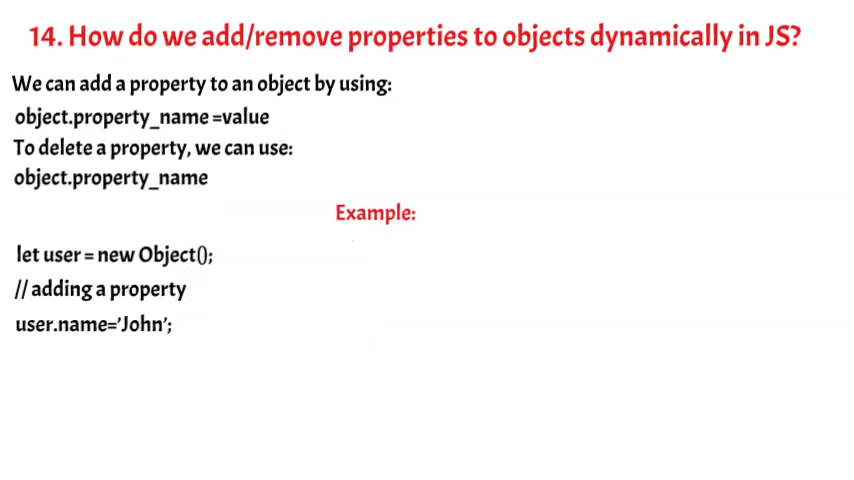 14. How do we add/remove properties to objects dynamically in JS?
We can add a property to an object by using:
object.property_name =value
To delete a property, we can use:
object.property_name
Example:
let user = new Object();
// adding a property
user.name=’John’;